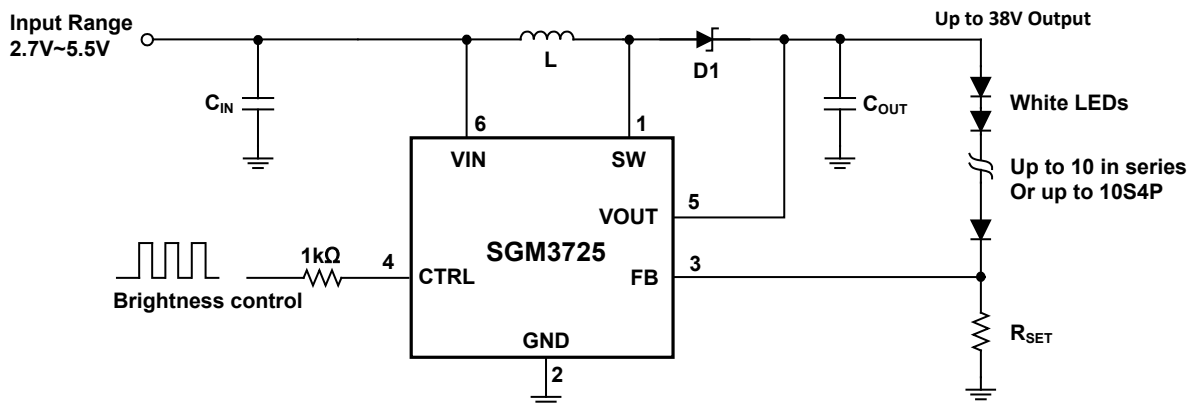 Input Range
2.7V~5.5V
Up to 38V Output
L
D1
CIN
COUT
White LEDs
6
1
VIN
SW
Up to 10 in series
Or up to 10S4P
5
VOUT
SGM3725
1kΩ
4
3
CTRL
FB
Brightness control
GND
RSET
2